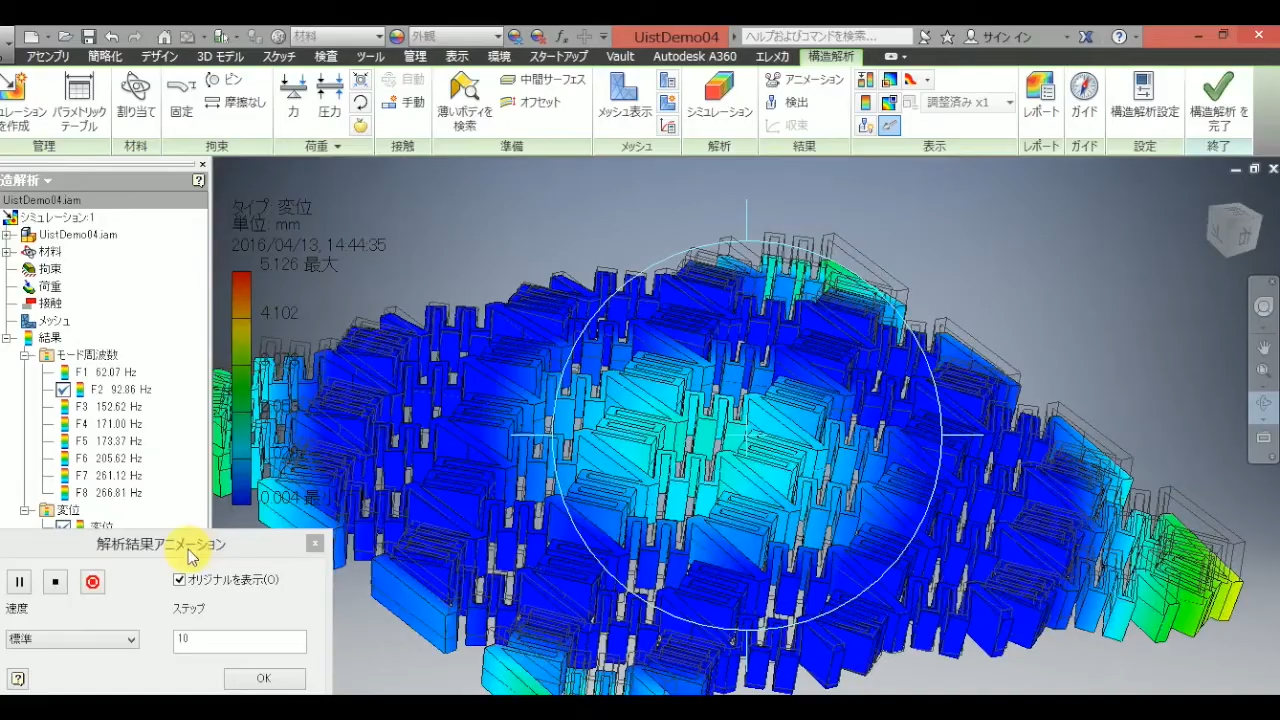 材料
外観
UistDemo04
ヘルプおよびコマンドを検索...
サイン イン
アセンブリ 簡略化 デザイン 3D モデル スケッチ 検査 ツール 管理 表示 環境 スタートアップ Vault Autodesk A360 エレメカ 構造解析
ピン
摩擦なし
自動
手動
中間サーフェス
オフセット
アニメーション
検出
収束
調整済み x1
を作成
パラメトリック
テーブル
割り当て
固定
力
圧力
薄いボディを
検索
メッシュ表示
シミュレーション
レポート
ガイド
構造解析設定
構造解析 を
完了
管理 材料 拘束 荷重 接触 準備 メッシュ 解析 結果 表示 レポート ガイド 設定 終了
造解析
UistDemo04.iam
シミュレーション:1
UistDemo04.iam
材料
拘束
荷重
接触
メッシュ
結果
モード周波数
F1 62.07 Hz
F2 92.86 Hz
F3 152.62 Hz
F4 171.00 Hz
F5 173.37 Hz
F6 205.62 Hz
F7 261.12 Hz
F8 266.81 Hz
変位
変位
タイプ: 変位
単位: mm
2016/04/13, 14:44:35
5.126 最大
4.102
0.004 最小
解析結果アニメーション
オリジナルを表示(O)
速度
ステップ
標準
10
OK